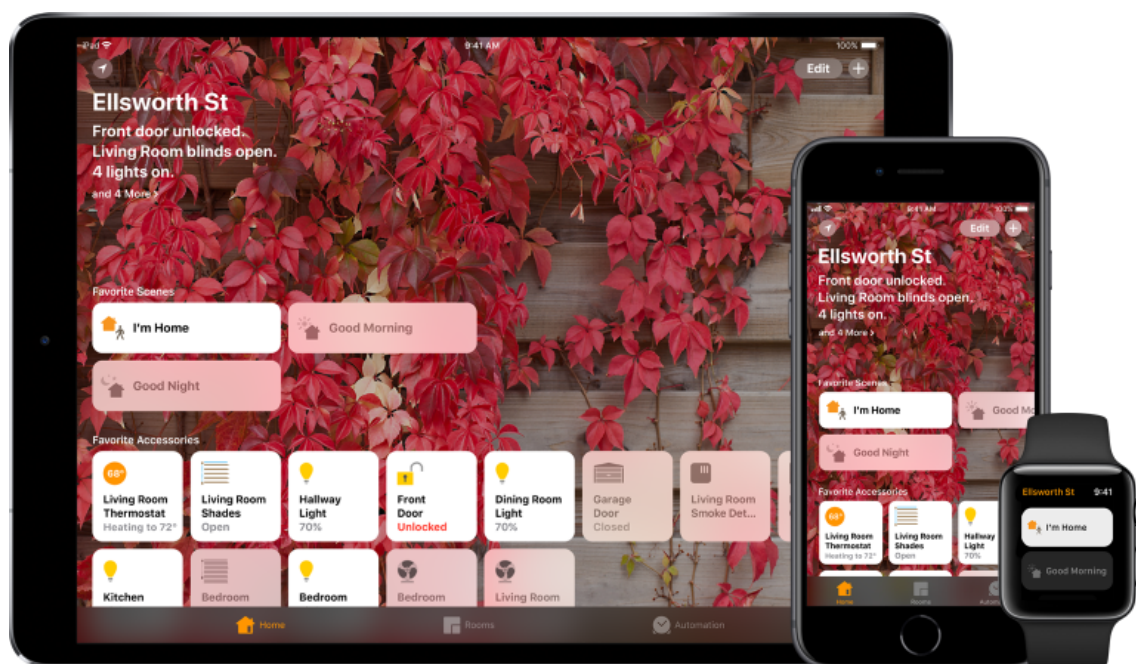 iPad
9:41 AM
100%
Edit
Ellsworth St
Front door unlocked.
Living Room blinds open.
4 lights on.
and 4 More >
Favorite Scenes
I'm Home
Good Morning
Good Night
Favorite Accessories
68°
Living Room
Thermostat
Heating to 72°
Living Room
Shades
Open
Hallway
Light
70%
Front
Door
Unlocked
Dining Room
Light
70%
Garage
Door
Closed
Living Room
Smoke Det...
Kitchen
Bedroom
Bedroom
Bedroom
Living Room
Home
Rooms
Automation
9:41 AM
100%
Edit
Ellsworth St
Front door unlocked.
Living Room blinds open.
4 lights on.
and 4 More >
Favorite Scenes
I'm Home
Good Mo
Good Night
Favorite Accessories
68°
Living Room
Thermostat
Heating to 72°
Living Room
Shades
Open
Hallway
Light
70%
Home
Rooms
Automa
Ellsworth St 9:41
I'm Home
Good Morning